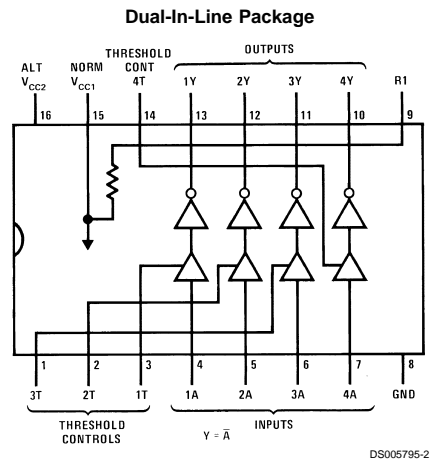 Dual-In-Line Package
THRESHOLD OUTPUTS
ALT NORM CONT
V_CC2 V_CC1 4T 1Y 2Y 3Y 4Y R1
16 15 14 13 12 11 10 9
1 2 3 4 5 6 7 8
3T 2T 1T 1A 2A 3A 4A GND
THRESHOLD INPUTS
CONTROLS
Y = A̅
DS005795-2